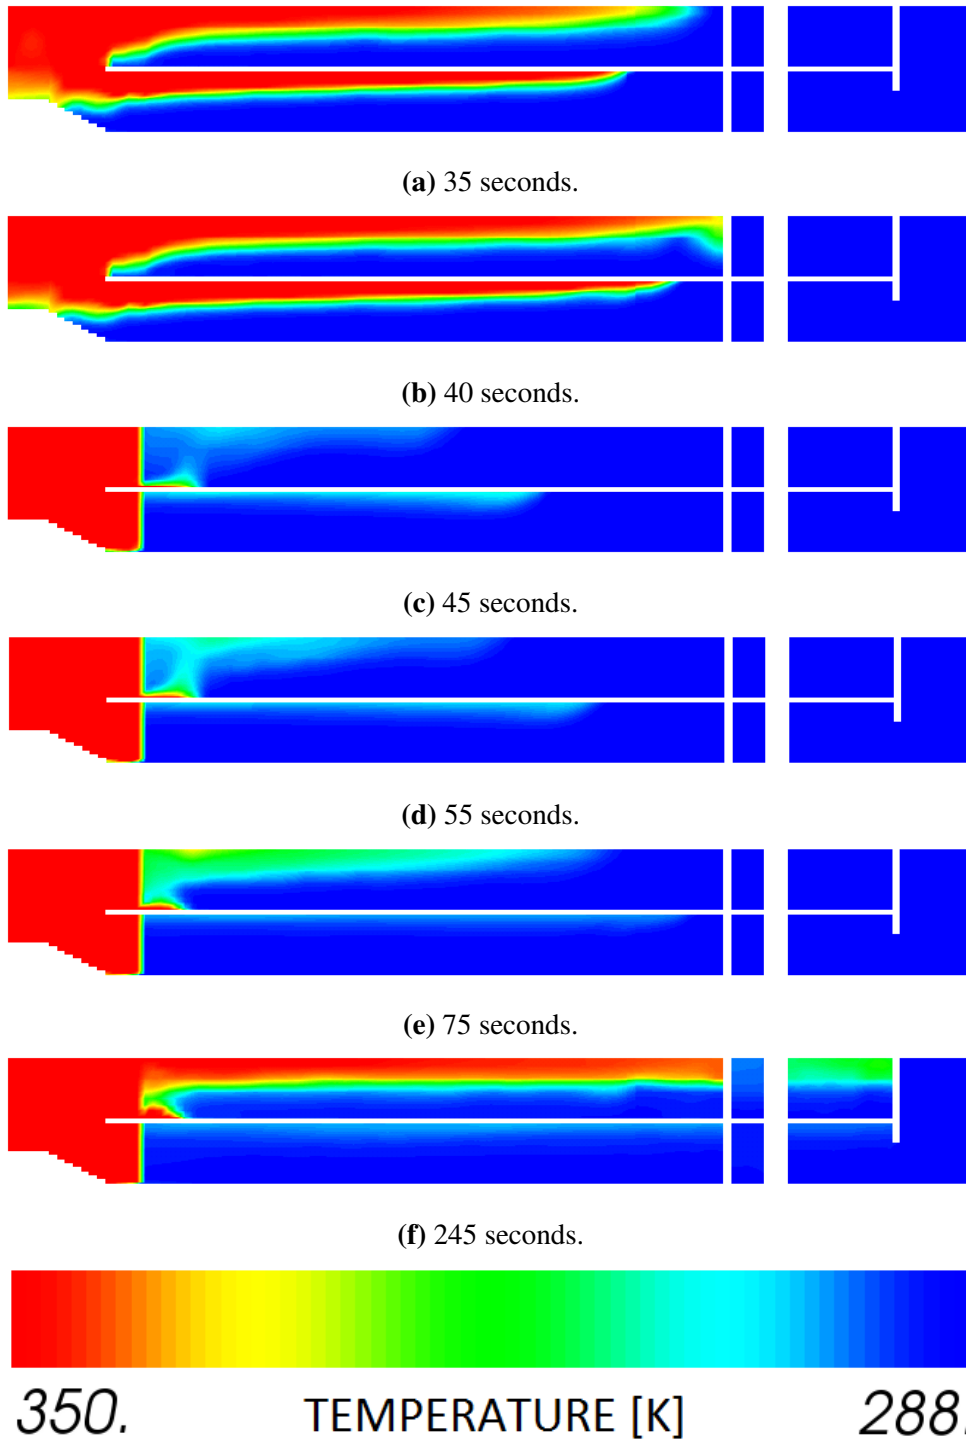 (a) 35 seconds.
(b) 40 seconds.
(c) 45 seconds.
(d) 55 seconds.
(e) 75 seconds.
(f) 245 seconds.
350. TEMPERATURE [K] 288.